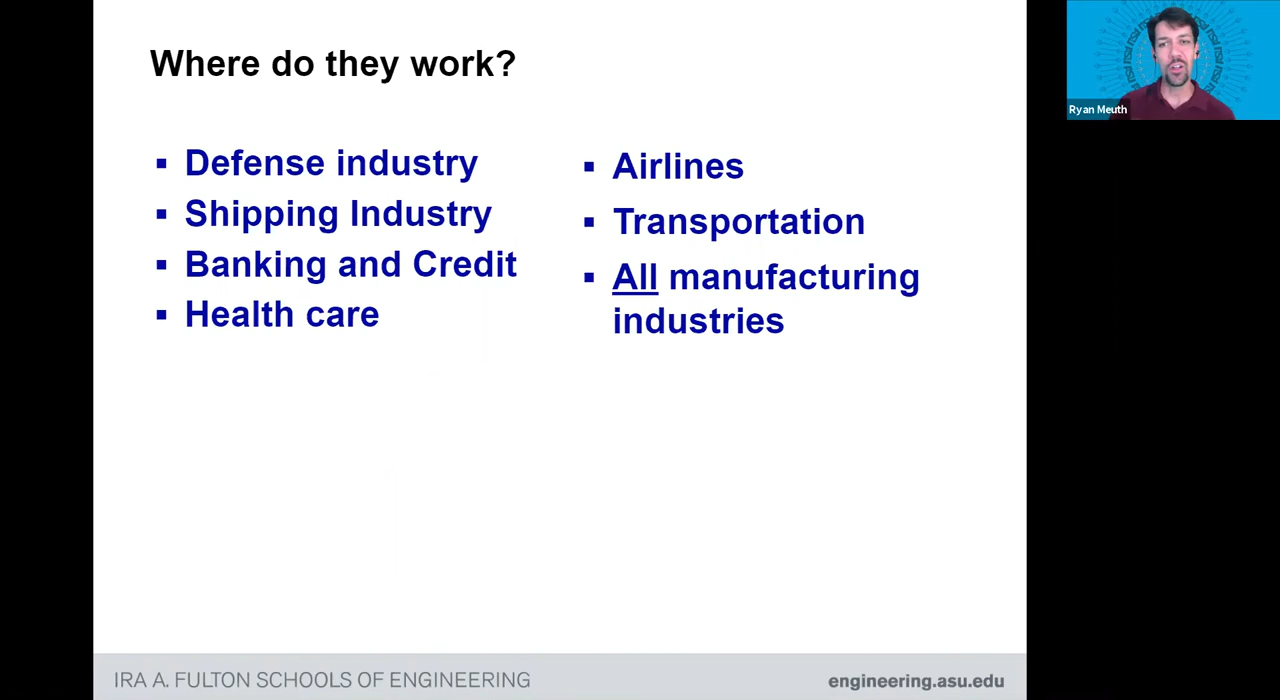 Where do they work?
▪ Defense industry
▪ Shipping Industry
▪ Banking and Credit
▪ Health care
▪ Airlines
▪ Transportation
▪ All manufacturing
industries
Ryan Meuth
IRA A. FULTON SCHOOLS OF ENGINEERING
engineering.asu.edu